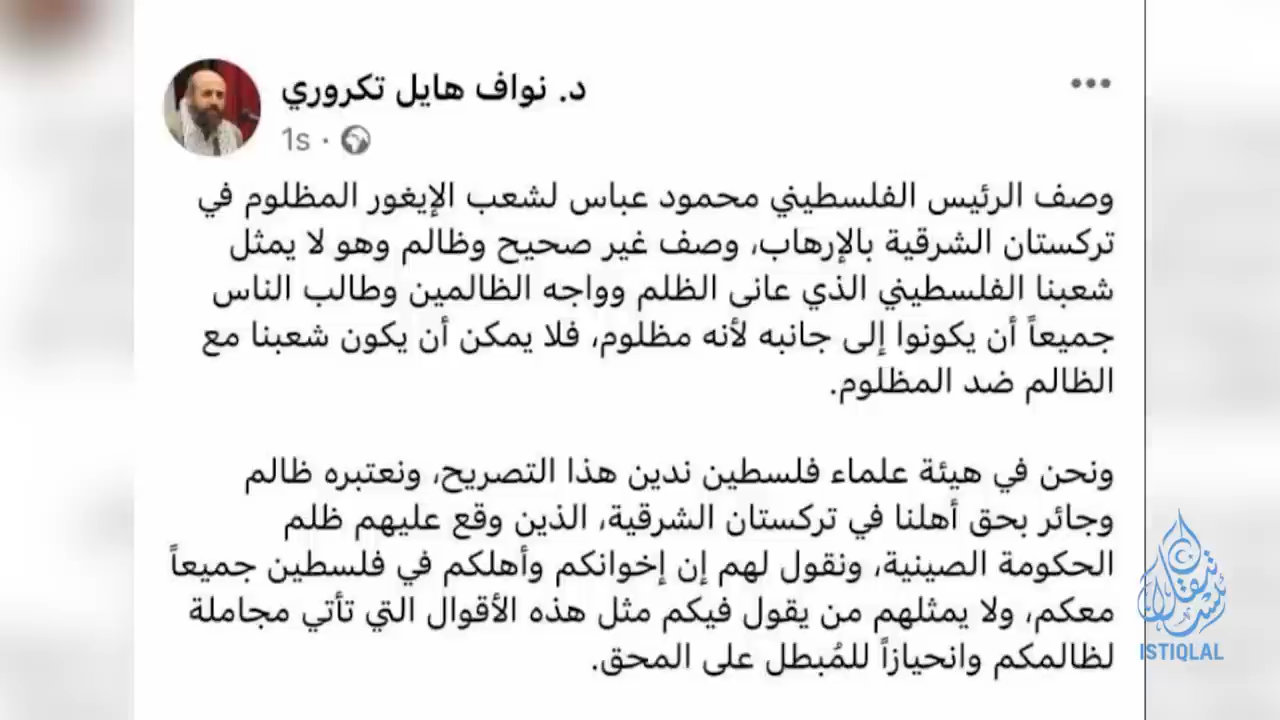 د. نواف هايل تكروري
1s ·
وصف الرئيس الفلسطيني محمود عباس لشعب الإيغور المظلوم في
تركستان الشرقية بالإرهاب، وصف غير صحيح وظالم وهو لا يمثل
شعبنا الفلسطيني الذي عانى الظلم وواجه الظالمين وطالب الناس
جميعاً أن يكونوا إلى جانبه لأنه مظلوم، فلا يمكن أن يكون شعبنا مع
الظالم ضد المظلوم.
ونحن في هيئة علماء فلسطين ندين هذا التصريح، ونعتبره ظالم
وجائر بحق أهلنا في تركستان الشرقية، الذين وقع عليهم ظلم
الحكومة الصينية، ونقول لهم إن إخوانكم وأهلكم في فلسطين جميعاً
معكم، ولا يمثلهم من يقول فيكم مثل هذه الأقوال التي تأتي مجاملة
لظالمكم وانحيازاً للمُبطل على المحق.
ISTIQLAL